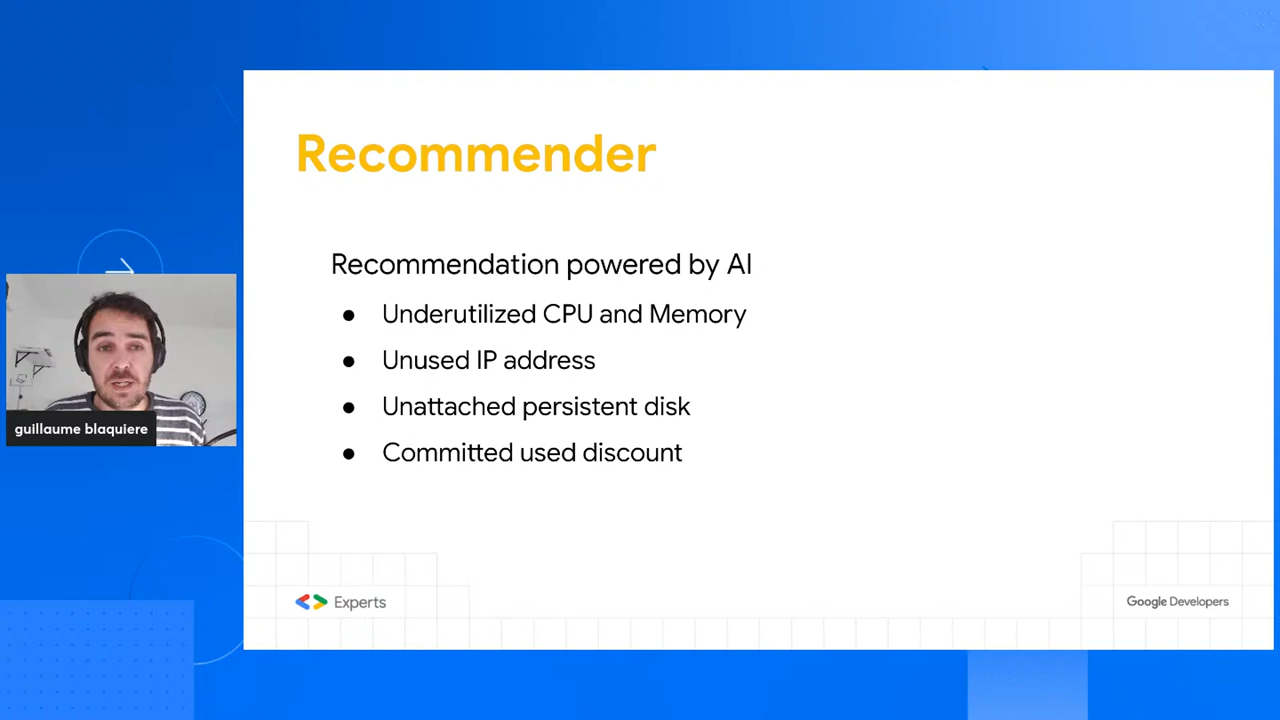 Recommender
Recommendation powered by AI
● Underutilized CPU and Memory
● Unused IP address
● Unattached persistent disk
● Committed used discount
guillaume blaquiere
Experts
Google Developers